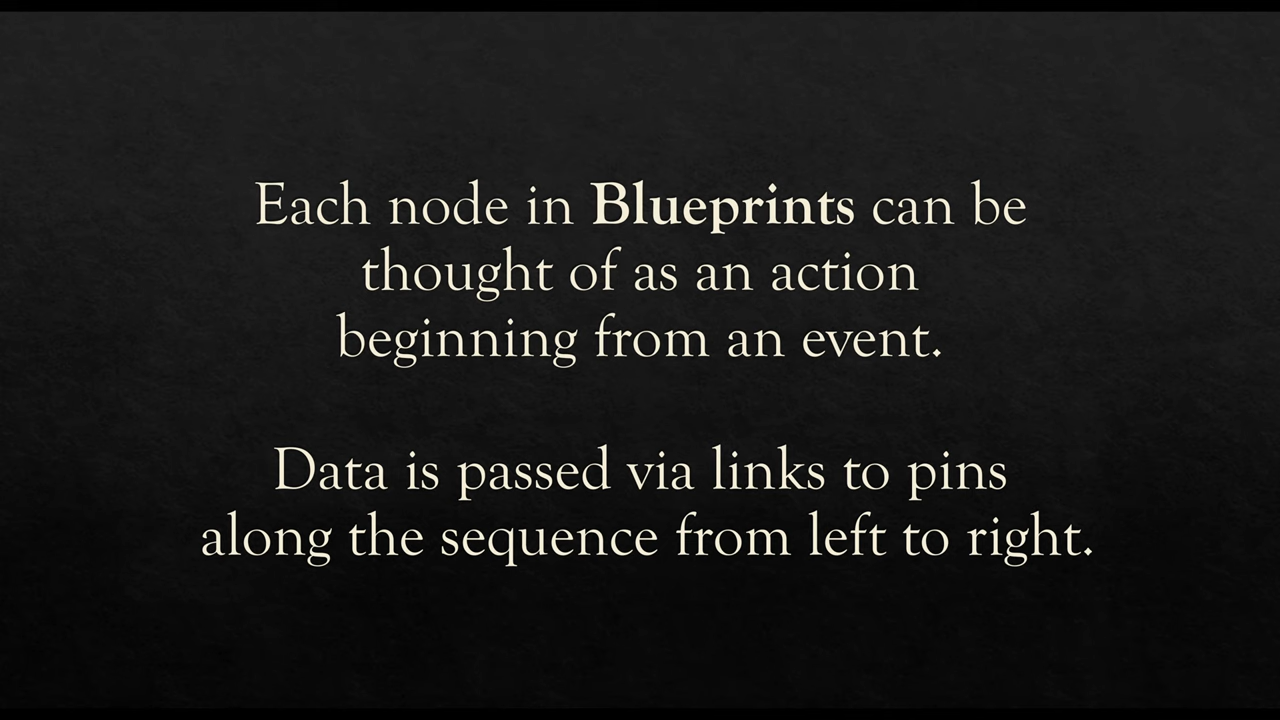 Each node in Blueprints can be
thought of as an action
beginning from an event.
Data is passed via links to pins
along the sequence from left to right.